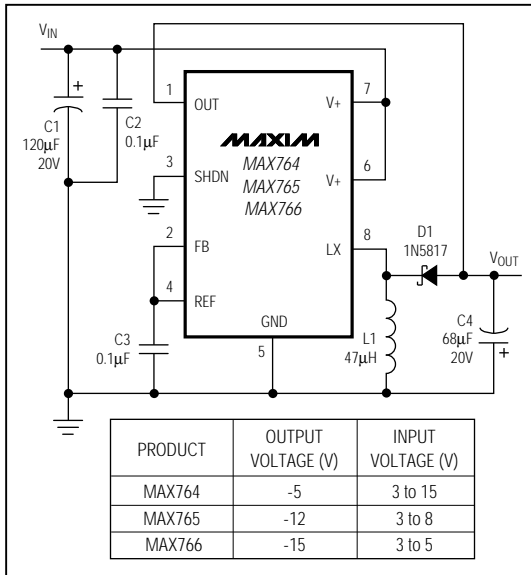 V_IN
1
OUT
V+
7
+
C1
120µF
20V
C2
0.1µF
MAXIM
3
SHDN
MAX764
MAX765
MAX766
V+
6
2
FB
LX
8
D1
1N5817
V_OUT
4
REF
GND
5
C3
0.1µF
L1
47µH
C4
68µF
20V
+
PRODUCT
OUTPUT VOLTAGE (V)
INPUT VOLTAGE (V)
MAX764 -5 3 to 15
MAX765 -12 3 to 8
MAX766 -15 3 to 5